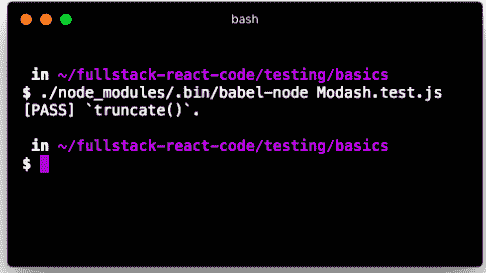 bash
in ~/fullstack-react-code/testing/basics
$ ./node_modules/.bin/babel-node Modash.test.js
[PASS] `truncate()`.
in ~/fullstack-react-code/testing/basics
$